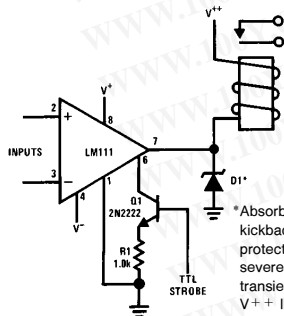 V++
V+
2
8
+
INPUTS
LM111
7
6
3
−
4
1
D1*
Q1
2N2222
V−
R1
1.0k
TTL
STROBE
*Absorb
kickba
protect
severe
transie
V++ l